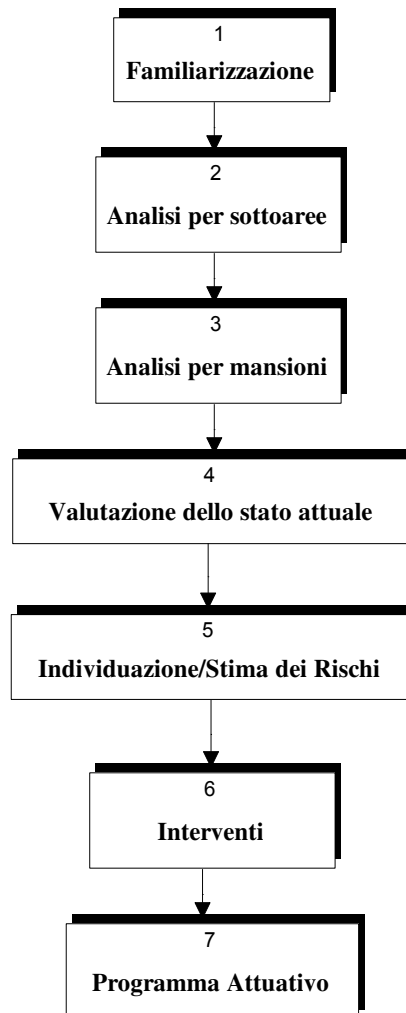 1
Familiarizzazione
2
Analisi per sottoaree
3
Analisi per mansioni
4
Valutazione dello stato attuale
5
Individuazione/Stima dei Rischi
6
Interventi
7
Programma Attuativo